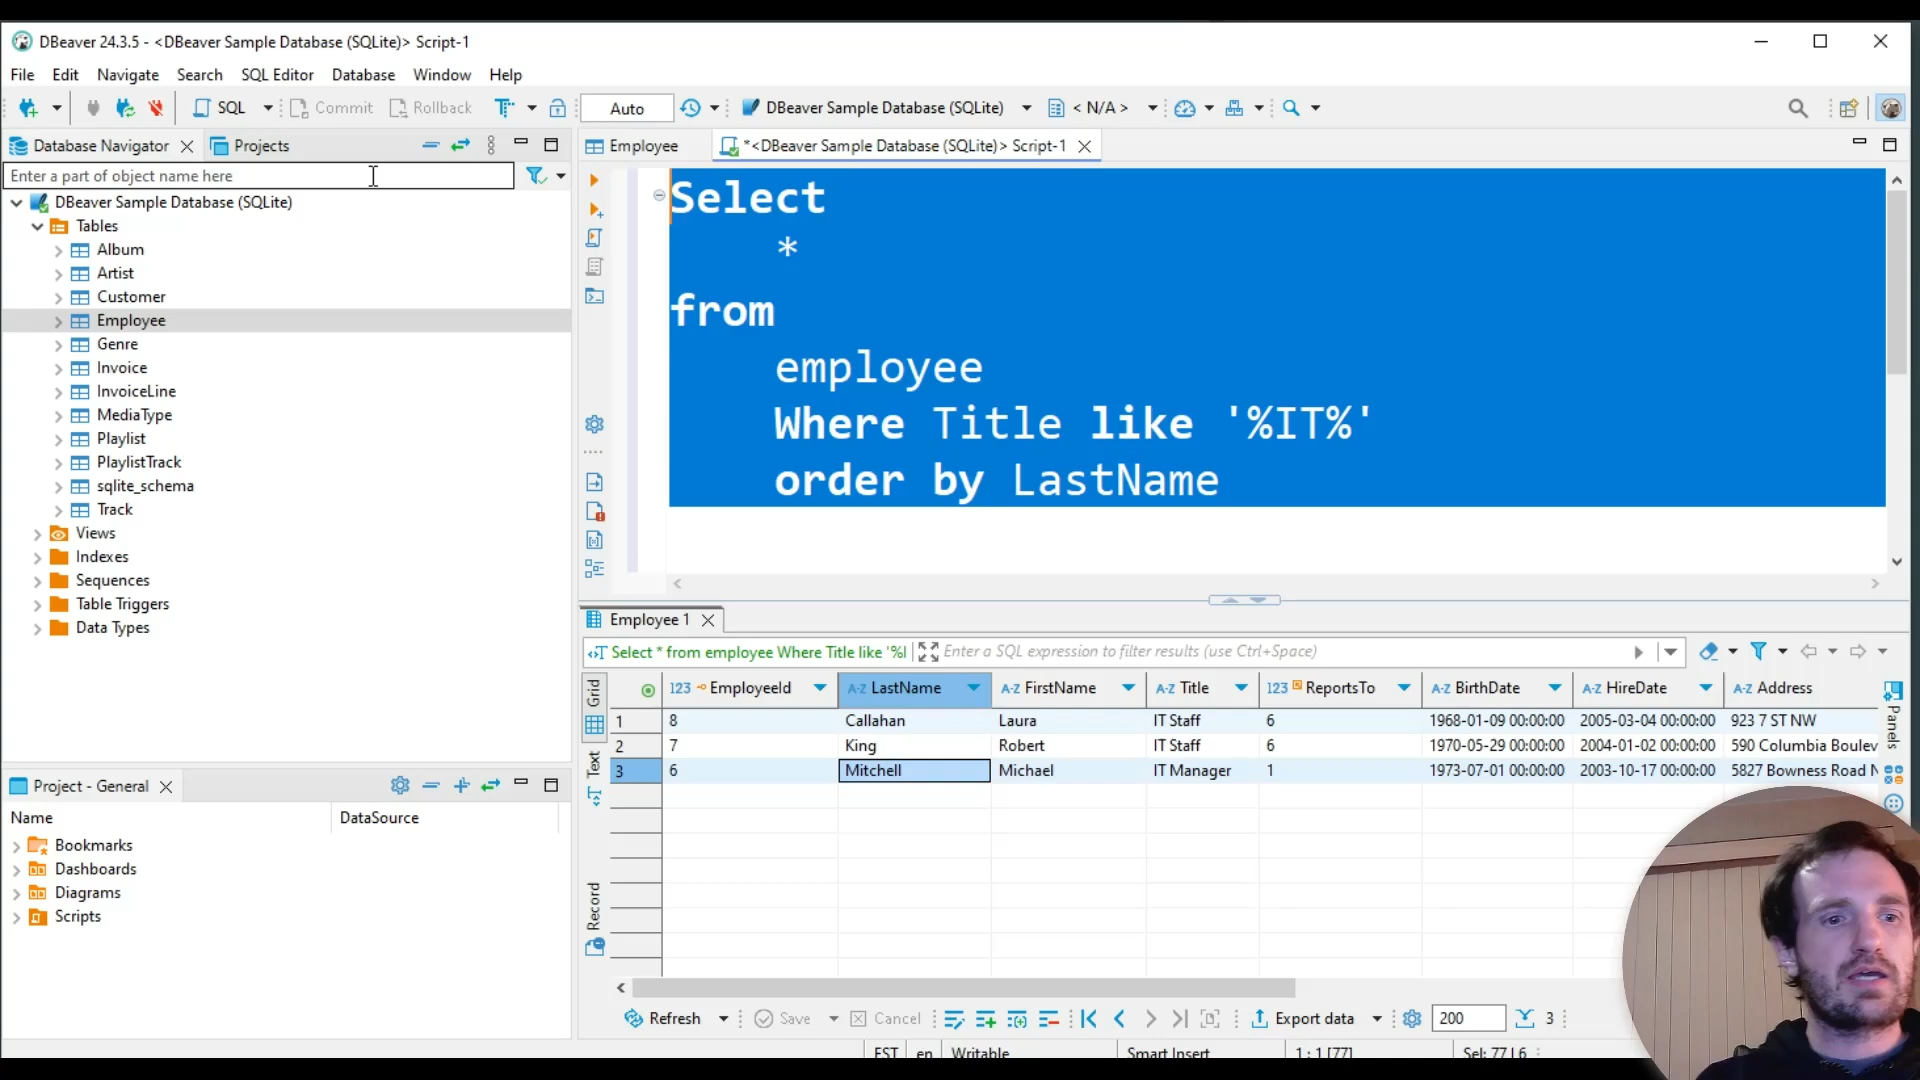 DBeaver 24.3.5 - <DBeaver Sample Database (SQLite)> Script-1
File Edit Navigate Search SQL Editor Database Window Help
SQL Commit Rollback Auto DBeaver Sample Database (SQLite) < N/A >
Database Navigator Projects
Enter a part of object name here
DBeaver Sample Database (SQLite)
Tables
Album
Artist
Customer
Employee
Genre
Invoice
InvoiceLine
MediaType
Playlist
PlaylistTrack
sqlite_schema
Track
Views
Indexes
Sequences
Table Triggers
Data Types
Project - General
Name DataSource
Bookmarks
Dashboards
Diagrams
Scripts
Employee *<DBeaver Sample Database (SQLite)> Script-1
Select
*
from
employee
Where Title like '%IT%'
order by LastName
Employee 1
Select * from employee Where Title like '%I Enter a SQL expression to filter results (use Ctrl+Space)
Grid
Text
Record
Panels
123 EmployeeId A-Z LastName A-Z FirstName A-Z Title 123 ReportsTo A-Z BirthDate A-Z HireDate A-Z Address
1 8 Callahan Laura IT Staff 6 1968-01-09 00:00:00 2005-03-04 00:00:00 923 7 ST NW
2 7 King Robert IT Staff 6 1970-05-29 00:00:00 2004-01-02 00:00:00 590 Columbia Boulev
3 6 Mitchell Michael IT Manager 1 1973-07-01 00:00:00 2003-10-17 00:00:00 5827 Bowness Road N
Refresh Save Cancel Export data 200 3
EST en Writable Smart Insert 1 : 1 [77] Sel: 77 | 6